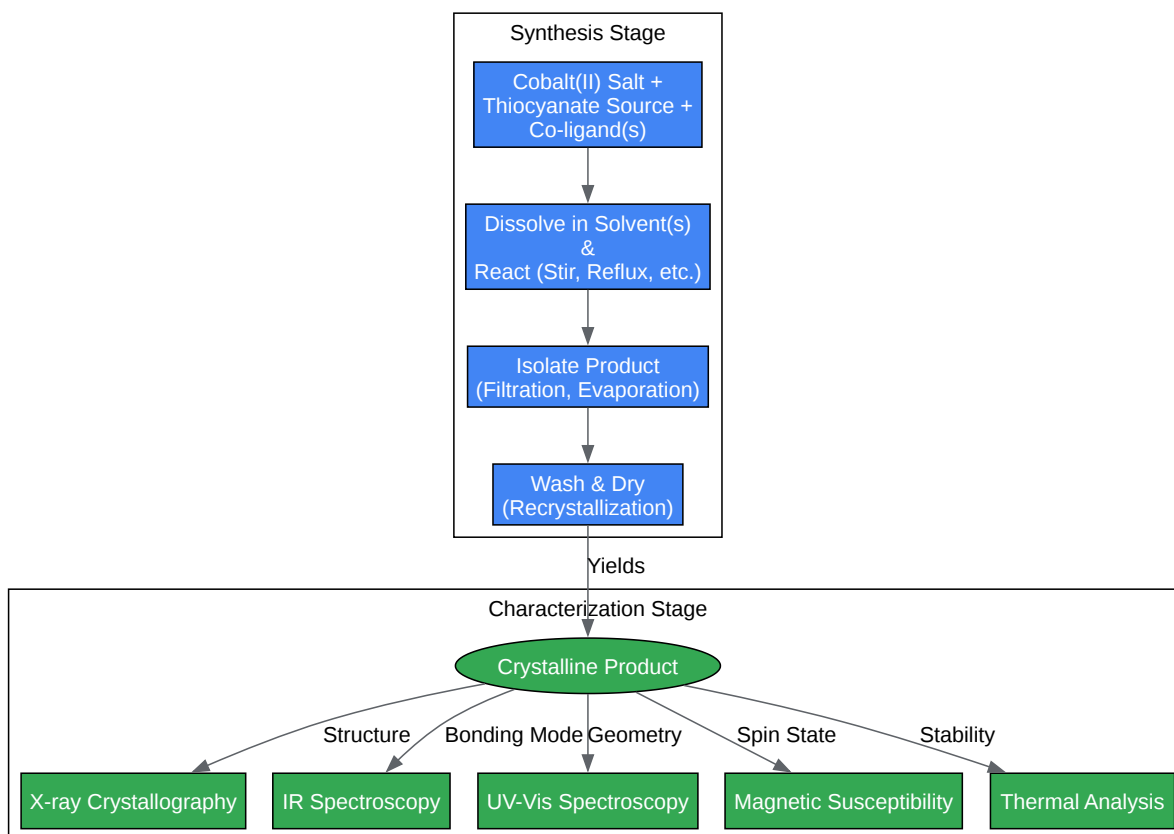 Synthesis Stage
Cobalt(II) Salt +
Thiocyanate Source +
Co-ligand(s)
Dissolve in Solvent(s)
&
React (Stir, Reflux, etc.)
Isolate Product
(Filtration, Evaporation)
Wash & Dry
(Recrystallization)
Yields
Characterization Stage
Crystalline Product
Structure
Bonding Mode
Geometry
Spin State
Stability
X-ray Crystallography
IR Spectroscopy
UV-Vis Spectroscopy
Magnetic Susceptibility
Thermal Analysis